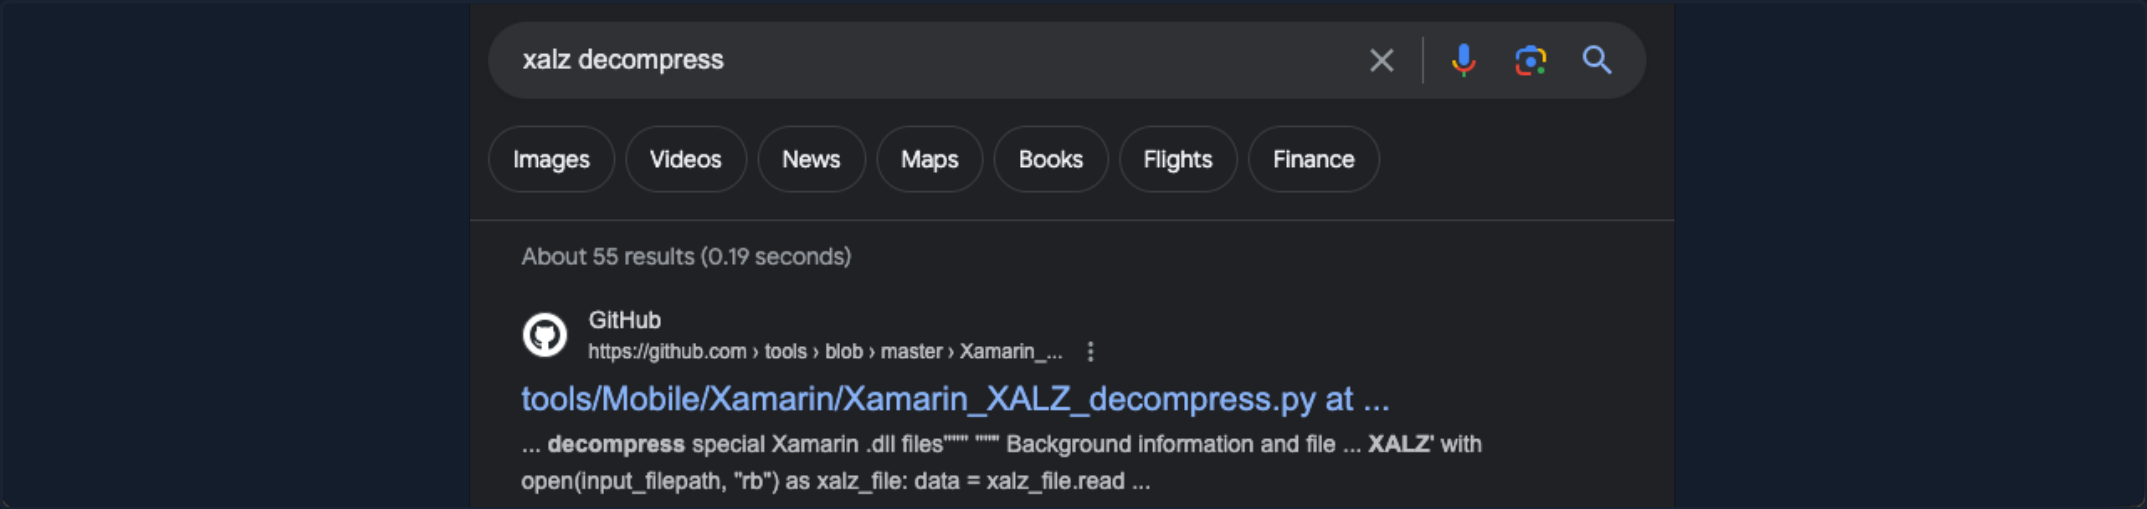 xalz decompress
Images Videos News Maps Books Flights Finance
About 55 results (0.19 seconds)
GitHub
https://github.com › tools › blob › master › Xamarin_...
tools/Mobile/Xamarin/Xamarin_XALZ_decompress.py at ...
... decompress special Xamarin .dll files"""" """" Background information and file ... XALZ' with
open(input_filepath, "rb") as xalz_file: data = xalz_file.read ...